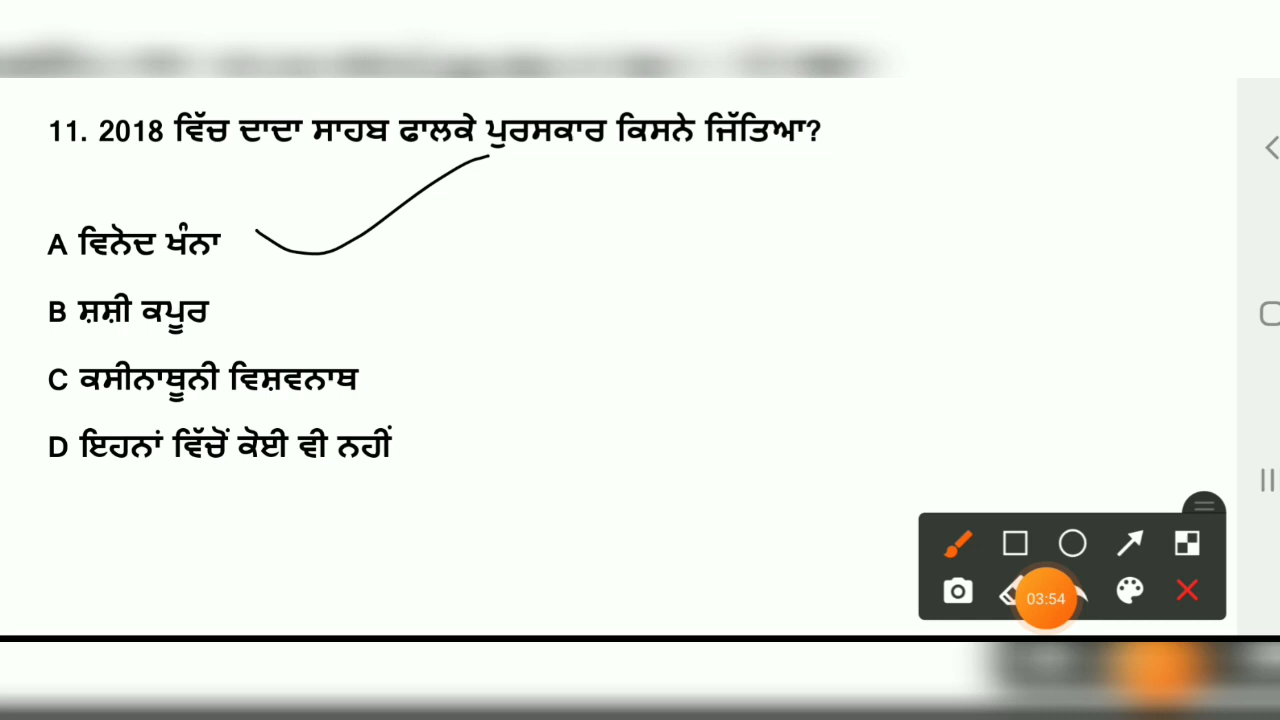 11. 2018 ਵਿੱਚ ਦਾਦਾ ਸਾਹਬ ਫਾਲਕੇ ਪੁਰਸਕਾਰ ਕਿਸਨੇ ਜਿੱਤਿਆ?
A ਵਿਨੋਦ ਖੰਨਾ
B ਸ਼ਸ਼ੀ ਕਪੂਰ
C ਕਸੀਨਾਥੂਨੀ ਵਿਸ਼ਵਨਾਥ
D ਇਹਨਾਂ ਵਿੱਚੋਂ ਕੋਈ ਵੀ ਨਹੀਂ
03:54